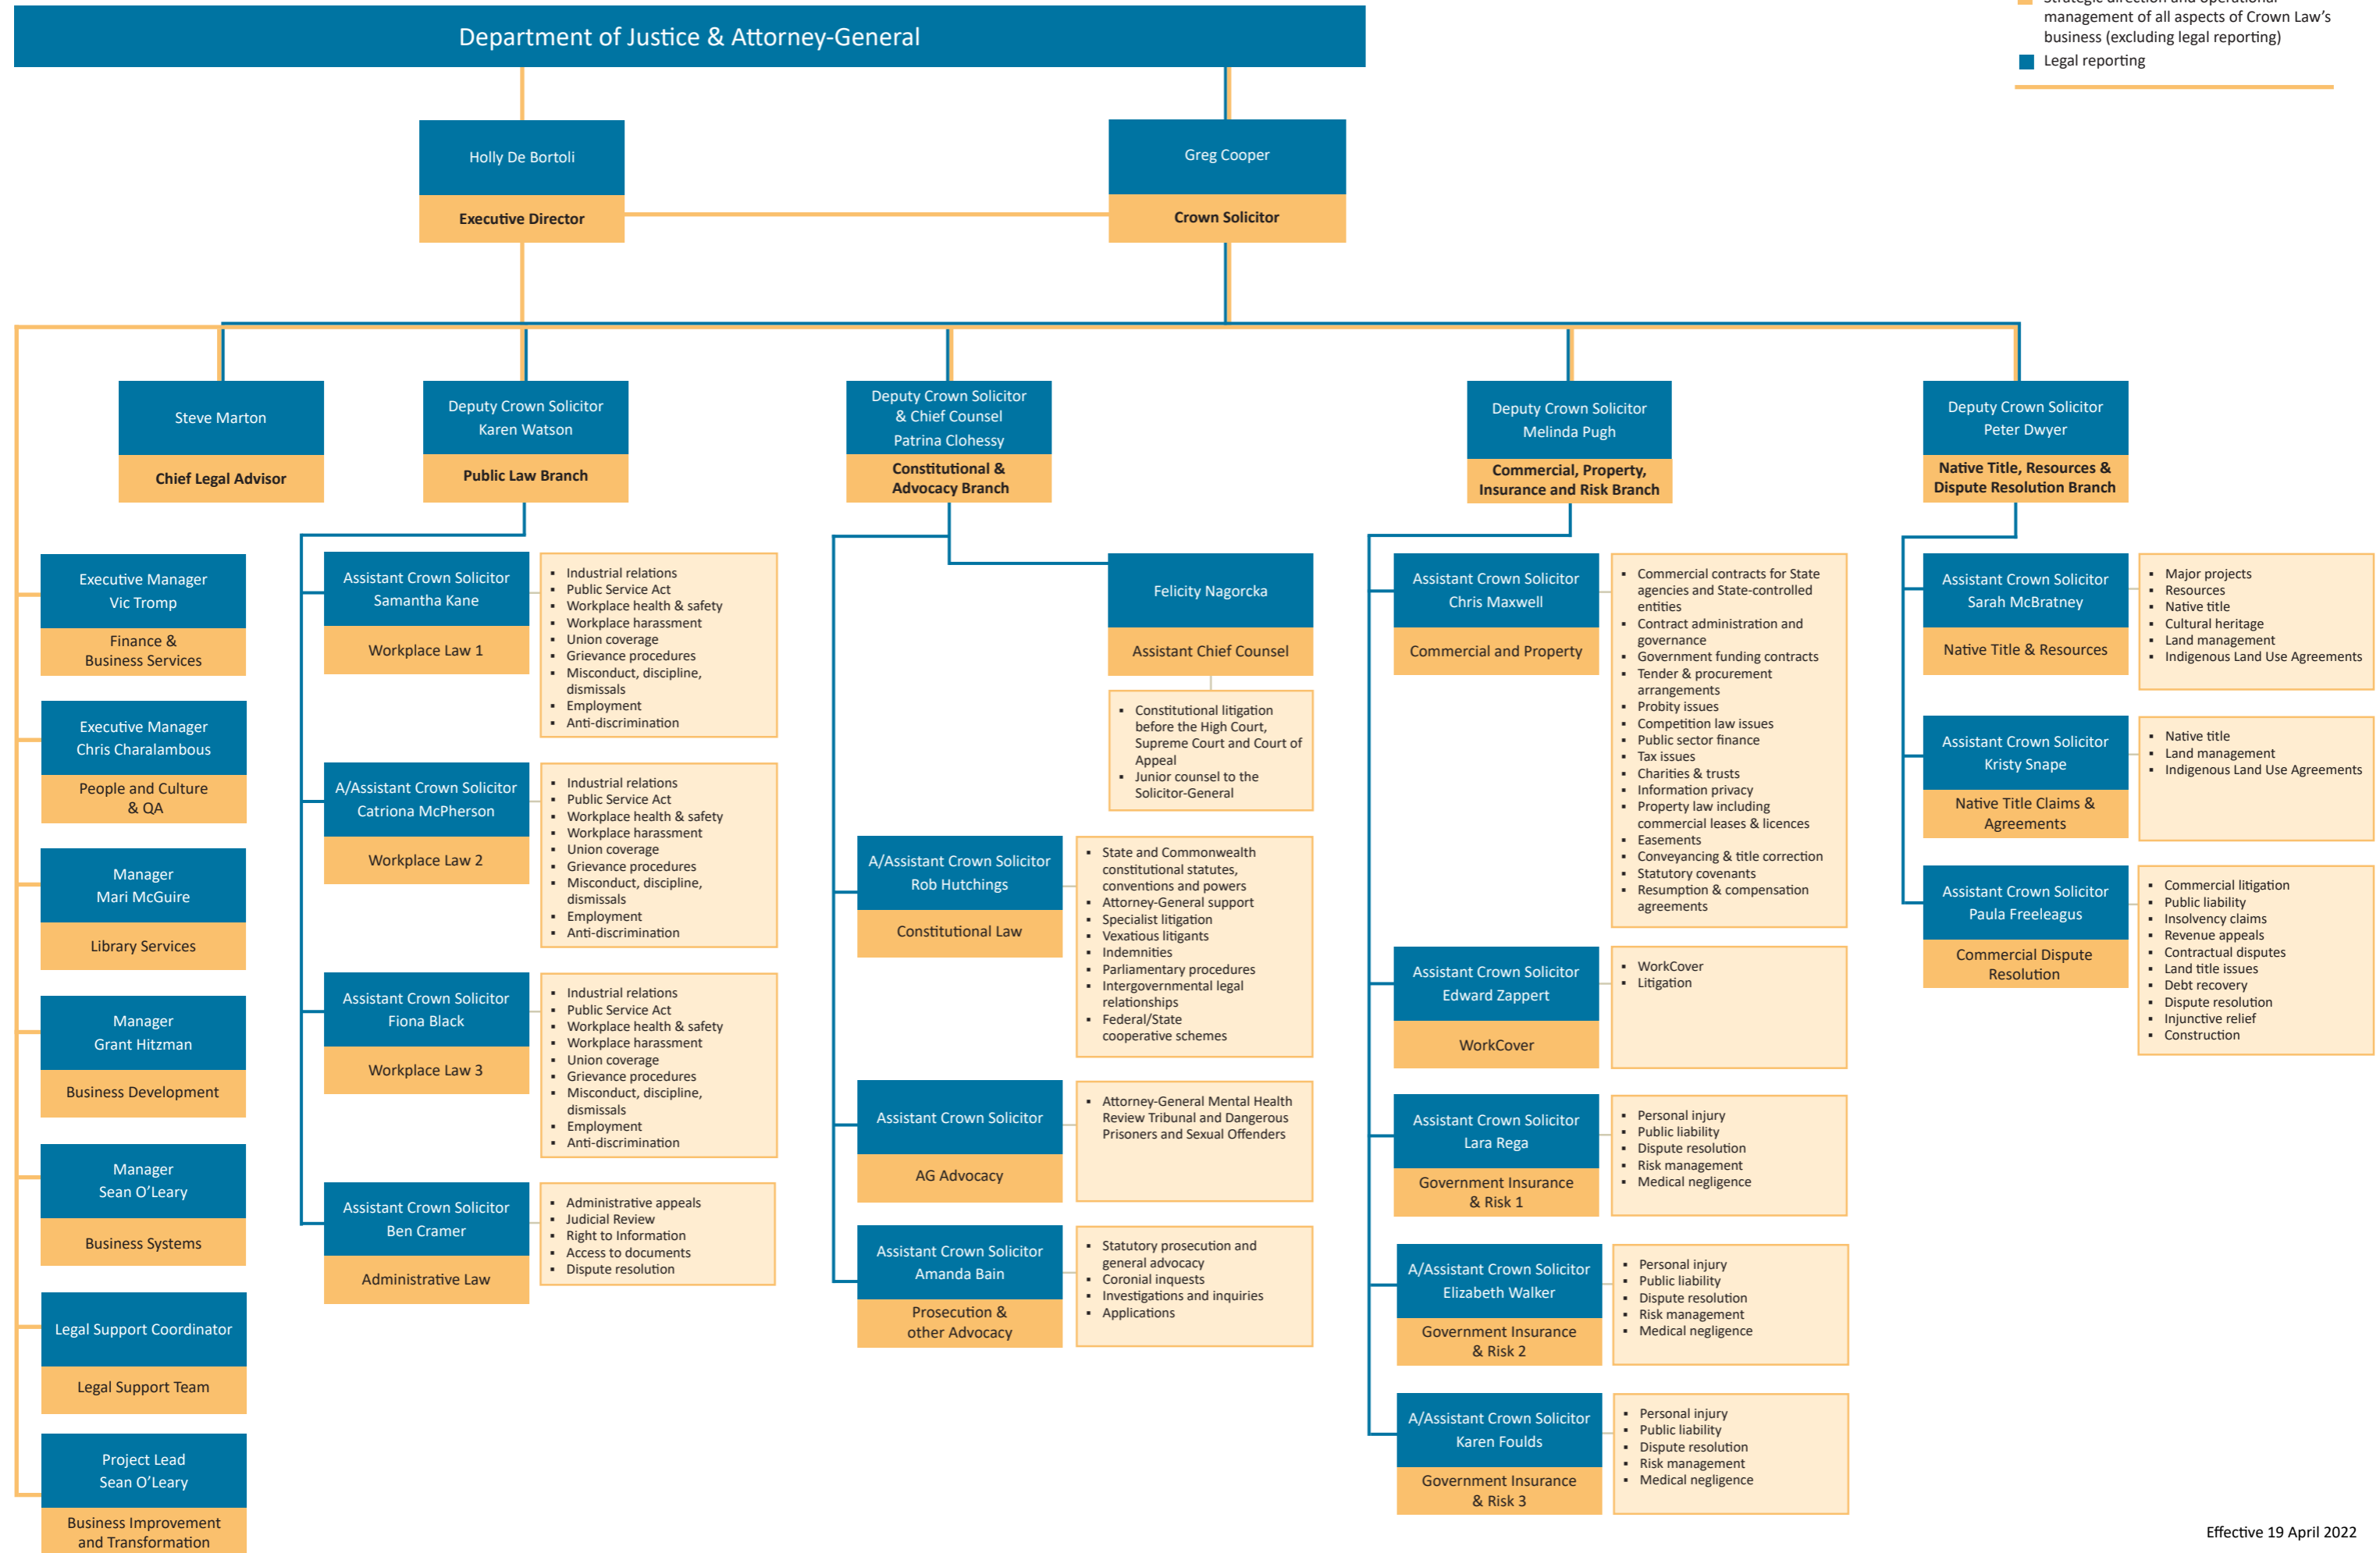 Department of Justice & Attorney-General
Strategic direction and operational
management of all aspects of Crown Law's
business (excluding legal reporting)
Legal reporting
Holly De Bortoli
Executive Director
Greg Cooper
Crown Solicitor
Steve Marton
Chief Legal Advisor
Deputy Crown Solicitor
Karen Watson
Public Law Branch
Deputy Crown Solicitor
& Chief Counsel
Patrina Clohessy
Constitutional &
Advocacy Branch
Deputy Crown Solicitor
Melinda Pugh
Commercial, Property,
Insurance and Risk Branch
Deputy Crown Solicitor
Peter Dwyer
Native Title, Resources &
Dispute Resolution Branch
Executive Manager
Vic Tromp
Finance &
Business Services
Executive Manager
Chris Charalambous
People and Culture
& QA
Manager
Mari McGuire
Library Services
Manager
Grant Hitzman
Business Development
Manager
Sean O'Leary
Business Systems
Legal Support Coordinator
Legal Support Team
Project Lead
Sean O'Leary
Business Improvement
and Transformation
Assistant Crown Solicitor
Samantha Kane
Workplace Law 1
▪ Industrial relations
▪ Public Service Act
▪ Workplace health & safety
▪ Workplace harassment
▪ Union coverage
▪ Grievance procedures
▪ Misconduct, discipline,
dismissals
▪ Employment
▪ Anti-discrimination
A/Assistant Crown Solicitor
Catriona McPherson
Workplace Law 2
▪ Industrial relations
▪ Public Service Act
▪ Workplace health & safety
▪ Workplace harassment
▪ Union coverage
▪ Grievance procedures
▪ Misconduct, discipline,
dismissals
▪ Employment
▪ Anti-discrimination
Assistant Crown Solicitor
Fiona Black
Workplace Law 3
▪ Industrial relations
▪ Public Service Act
▪ Workplace health & safety
▪ Workplace harassment
▪ Union coverage
▪ Grievance procedures
▪ Misconduct, discipline,
dismissals
▪ Employment
▪ Anti-discrimination
Assistant Crown Solicitor
Ben Cramer
Administrative Law
▪ Administrative appeals
▪ Judicial Review
▪ Right to Information
▪ Access to documents
▪ Dispute resolution
Felicity Nagorcka
Assistant Chief Counsel
▪ Constitutional litigation
before the High Court,
Supreme Court and Court of
Appeal
▪ Junior counsel to the
Solicitor-General
A/Assistant Crown Solicitor
Rob Hutchings
Constitutional Law
▪ State and Commonwealth
constitutional statutes,
conventions and powers
▪ Attorney-General support
▪ Specialist litigation
▪ Vexatious litigants
▪ Indemnities
▪ Parliamentary procedures
▪ Intergovernmental legal
relationships
▪ Federal/State
cooperative schemes
Assistant Crown Solicitor
AG Advocacy
▪ Attorney-General Mental Health
Review Tribunal and Dangerous
Prisoners and Sexual Offenders
Assistant Crown Solicitor
Amanda Bain
Prosecution &
other Advocacy
▪ Statutory prosecution and
general advocacy
▪ Coronial inquests
▪ Investigations and inquiries
▪ Applications
Assistant Crown Solicitor
Chris Maxwell
Commercial and Property
▪ Commercial contracts for State
agencies and State-controlled
entities
▪ Contract administration and
governance
▪ Government funding contracts
▪ Tender & procurement
arrangements
▪ Probity issues
▪ Competition law issues
▪ Public sector finance
▪ Tax issues
▪ Charities & trusts
▪ Information privacy
▪ Property law including
commercial leases & licences
▪ Easements
▪ Conveyancing & title correction
▪ Statutory covenants
▪ Resumption & compensation
agreements
Assistant Crown Solicitor
Edward Zappert
WorkCover
▪ WorkCover
▪ Litigation
Assistant Crown Solicitor
Lara Rega
Government Insurance
& Risk 1
▪ Personal injury
▪ Public liability
▪ Dispute resolution
▪ Risk management
▪ Medical negligence
A/Assistant Crown Solicitor
Elizabeth Walker
Government Insurance
& Risk 2
▪ Personal injury
▪ Public liability
▪ Dispute resolution
▪ Risk management
▪ Medical negligence
A/Assistant Crown Solicitor
Karen Foulds
Government Insurance
& Risk 3
▪ Personal injury
▪ Public liability
▪ Dispute resolution
▪ Risk management
▪ Medical negligence
Assistant Crown Solicitor
Sarah McBratney
Native Title & Resources
▪ Major projects
▪ Resources
▪ Native title
▪ Cultural heritage
▪ Land management
▪ Indigenous Land Use Agreements
Assistant Crown Solicitor
Kristy Snape
Native Title Claims &
Agreements
▪ Native title
▪ Land management
▪ Indigenous Land Use Agreements
Assistant Crown Solicitor
Paula Freeleagus
Commercial Dispute
Resolution
▪ Commercial litigation
▪ Public liability
▪ Insolvency claims
▪ Revenue appeals
▪ Contractual disputes
▪ Land title issues
▪ Debt recovery
▪ Dispute resolution
▪ Injunctive relief
▪ Construction
Effective 19 April 2022